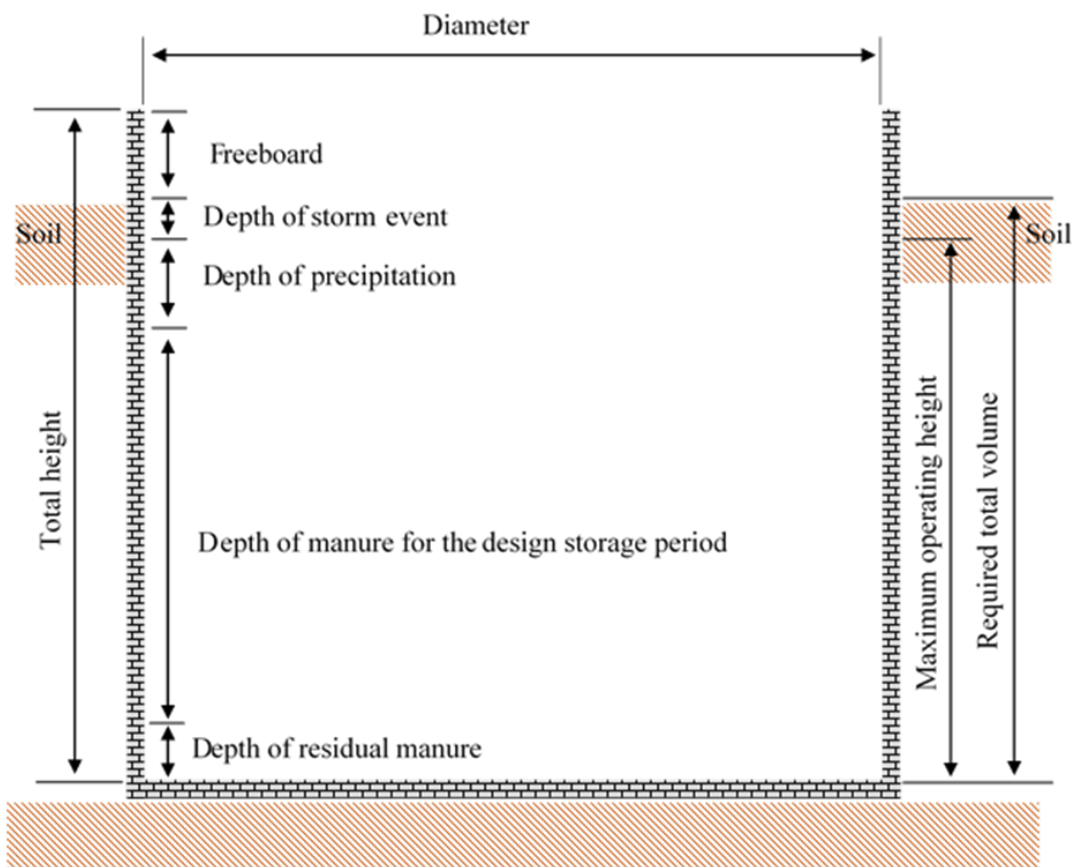 Diameter
Freeboard
Depth of storm event
Soil
Soil
Depth of precipitation
Total height
Maximum operating height
Required total volume
Depth of manure for the design storage period
Depth of residual manure